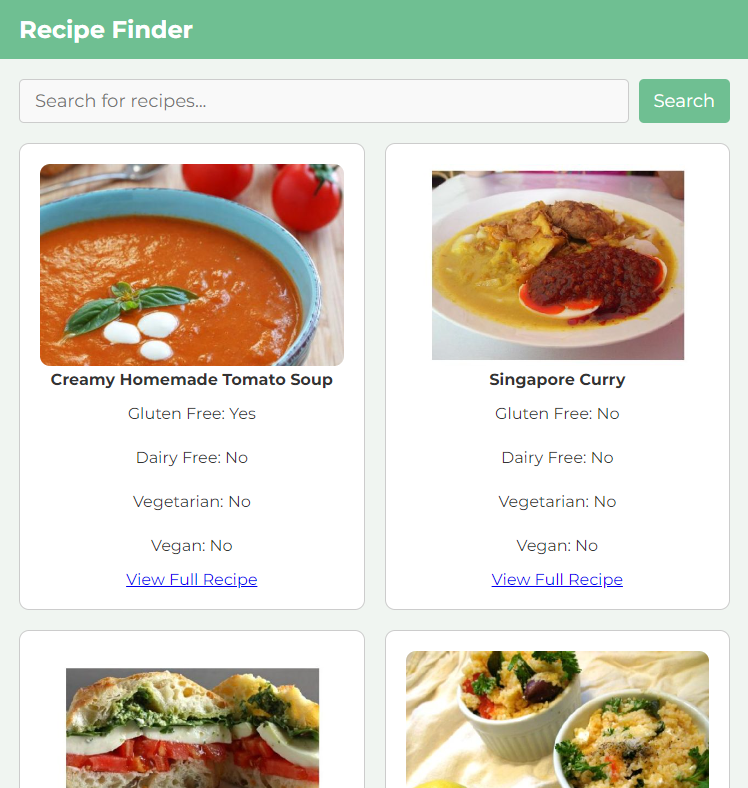 Recipe Finder
Search for recipes...
Search
Creamy Homemade Tomato Soup
Gluten Free: Yes
Dairy Free: No
Vegetarian: No
Vegan: No
View Full Recipe
Singapore Curry
Gluten Free: No
Dairy Free: No
Vegetarian: No
Vegan: No
View Full Recipe